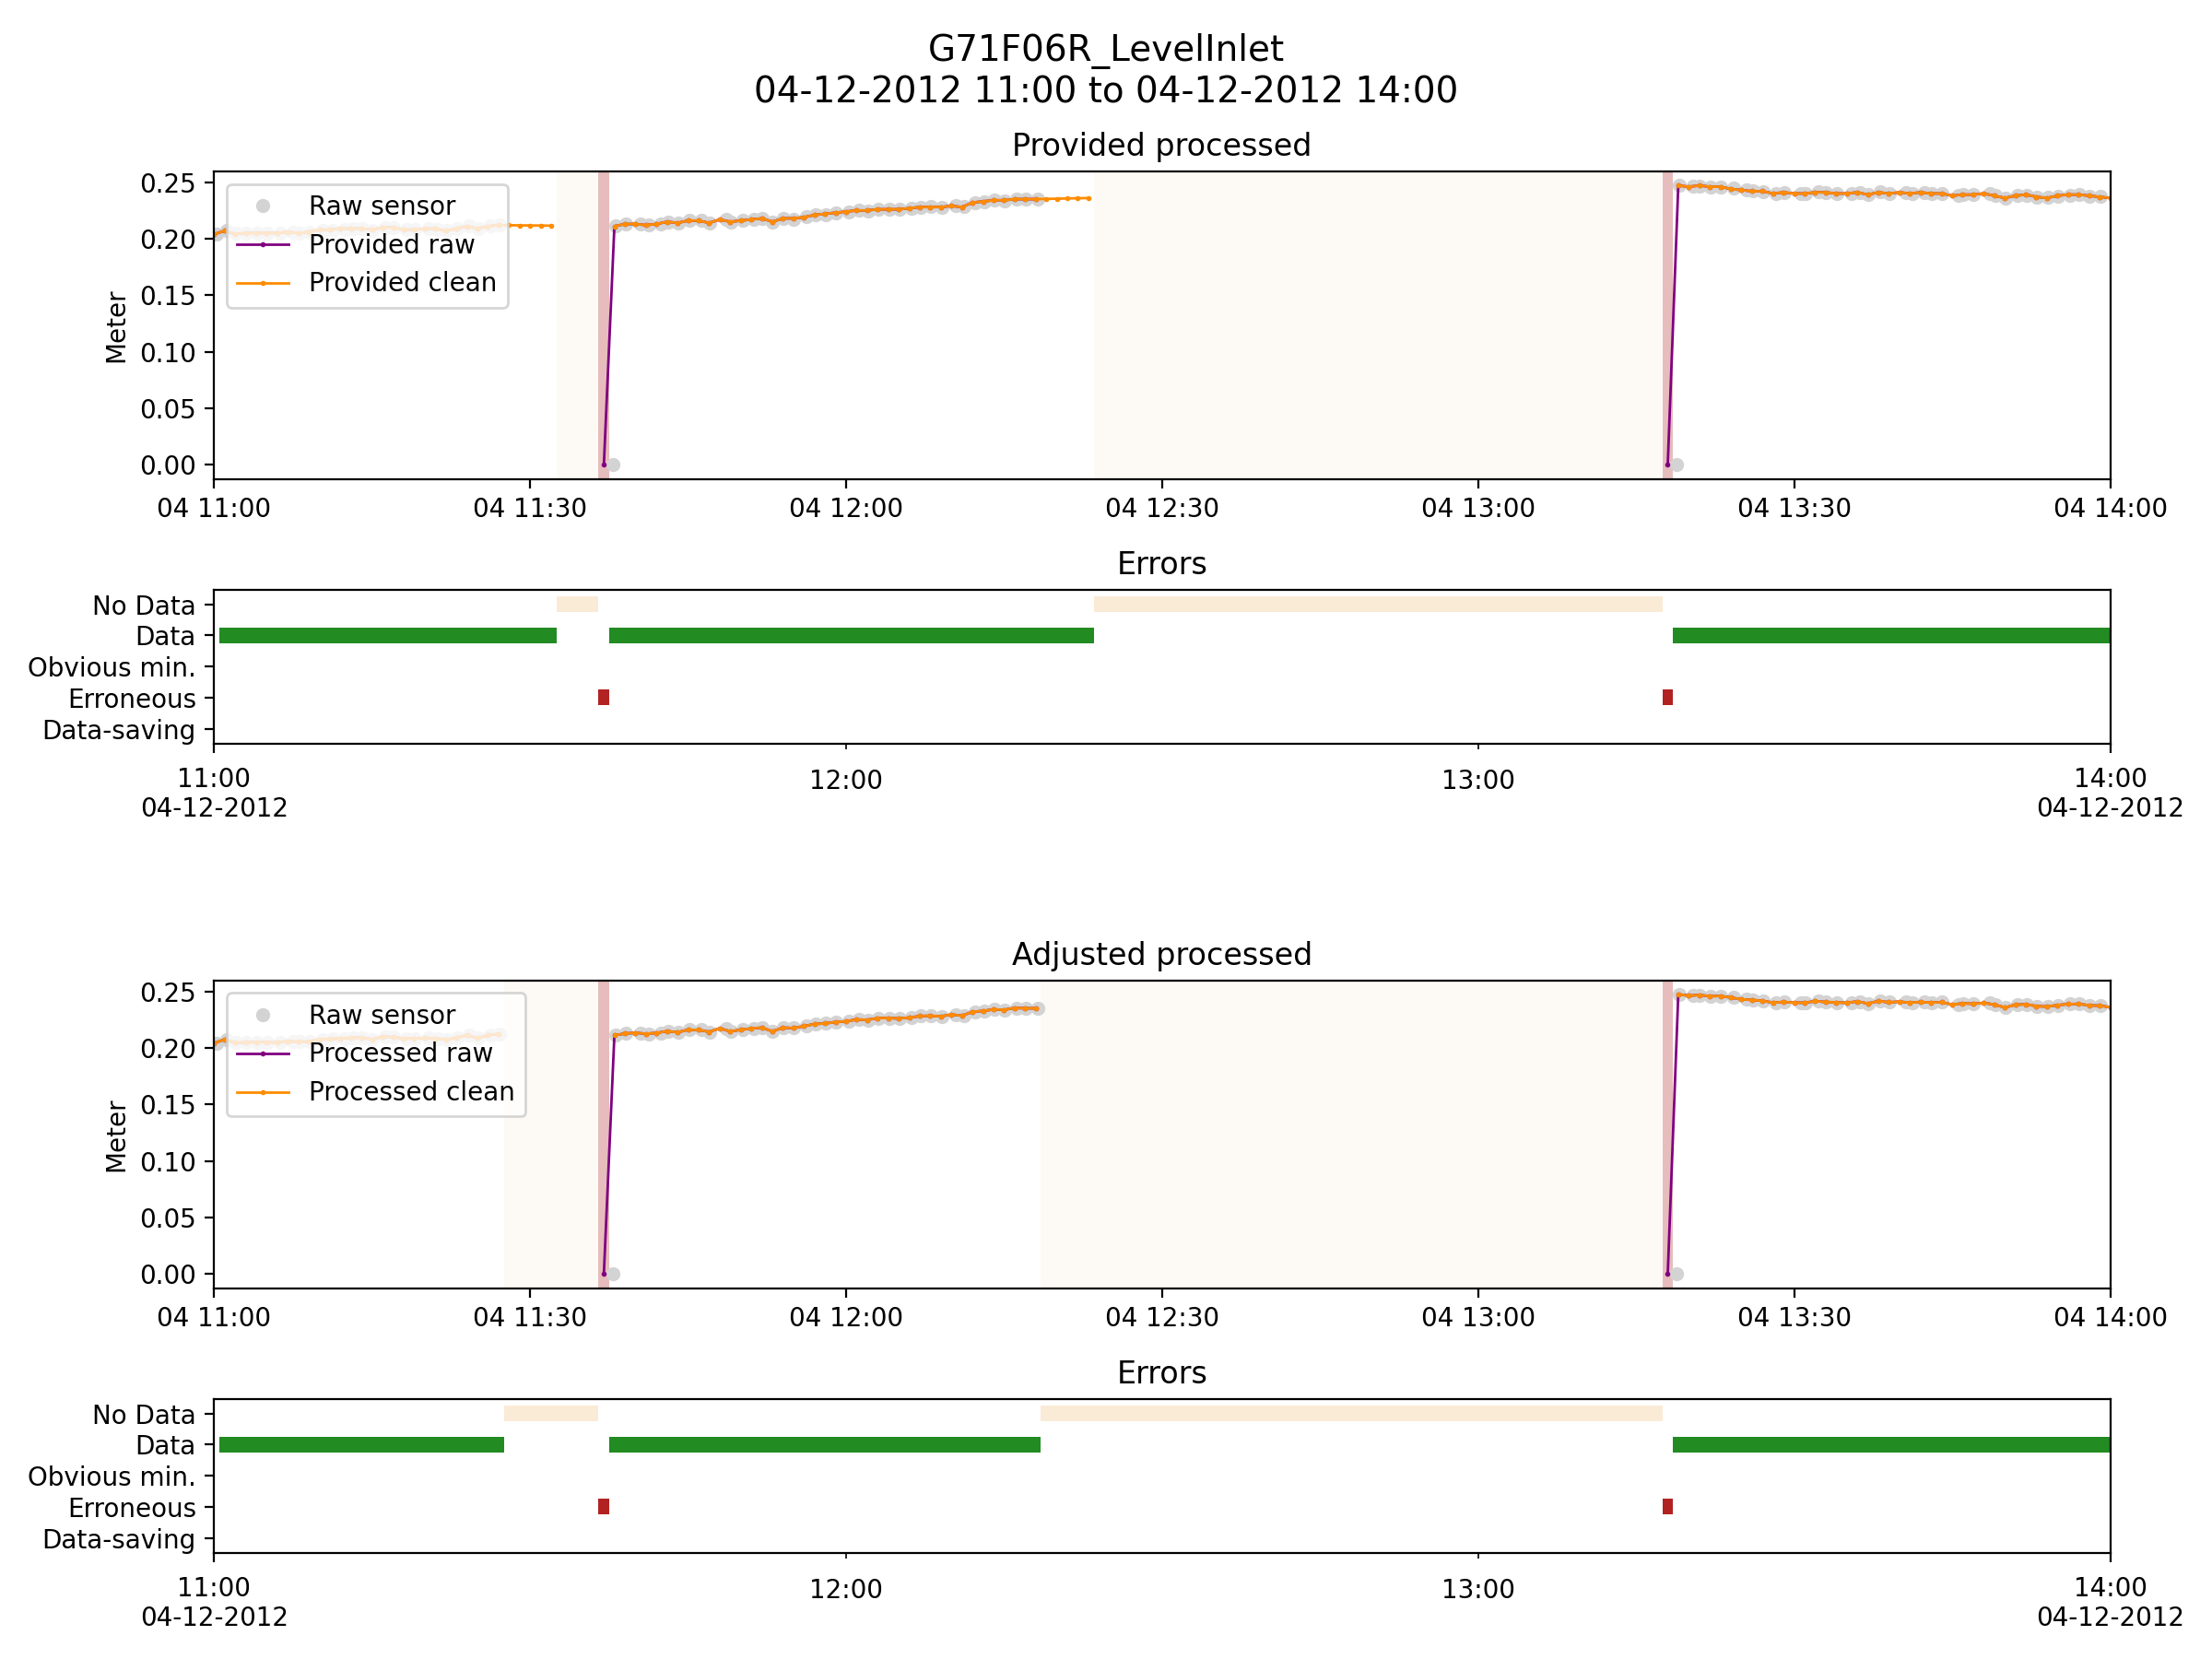 G71F06R_LevelInlet
04-12-2012 11:00 to 04-12-2012 14:00
Provided processed
Raw sensor
Provided raw
Provided clean
Meter
0.25
0.20
0.15
0.10
0.05
0.00
04 11:00 04 11:30 04 12:00 04 12:30 04 13:00 04 13:30 04 14:00
Errors
No Data
Data
Obvious min.
Erroneous
Data-saving
11:00 12:00 13:00 14:00
04-12-2012 04-12-2012
Adjusted processed
Raw sensor
Processed raw
Processed clean
Meter
0.25
0.20
0.15
0.10
0.05
0.00
04 11:00 04 11:30 04 12:00 04 12:30 04 13:00 04 13:30 04 14:00
Errors
No Data
Data
Obvious min.
Erroneous
Data-saving
11:00 12:00 13:00 14:00
04-12-2012 04-12-2012